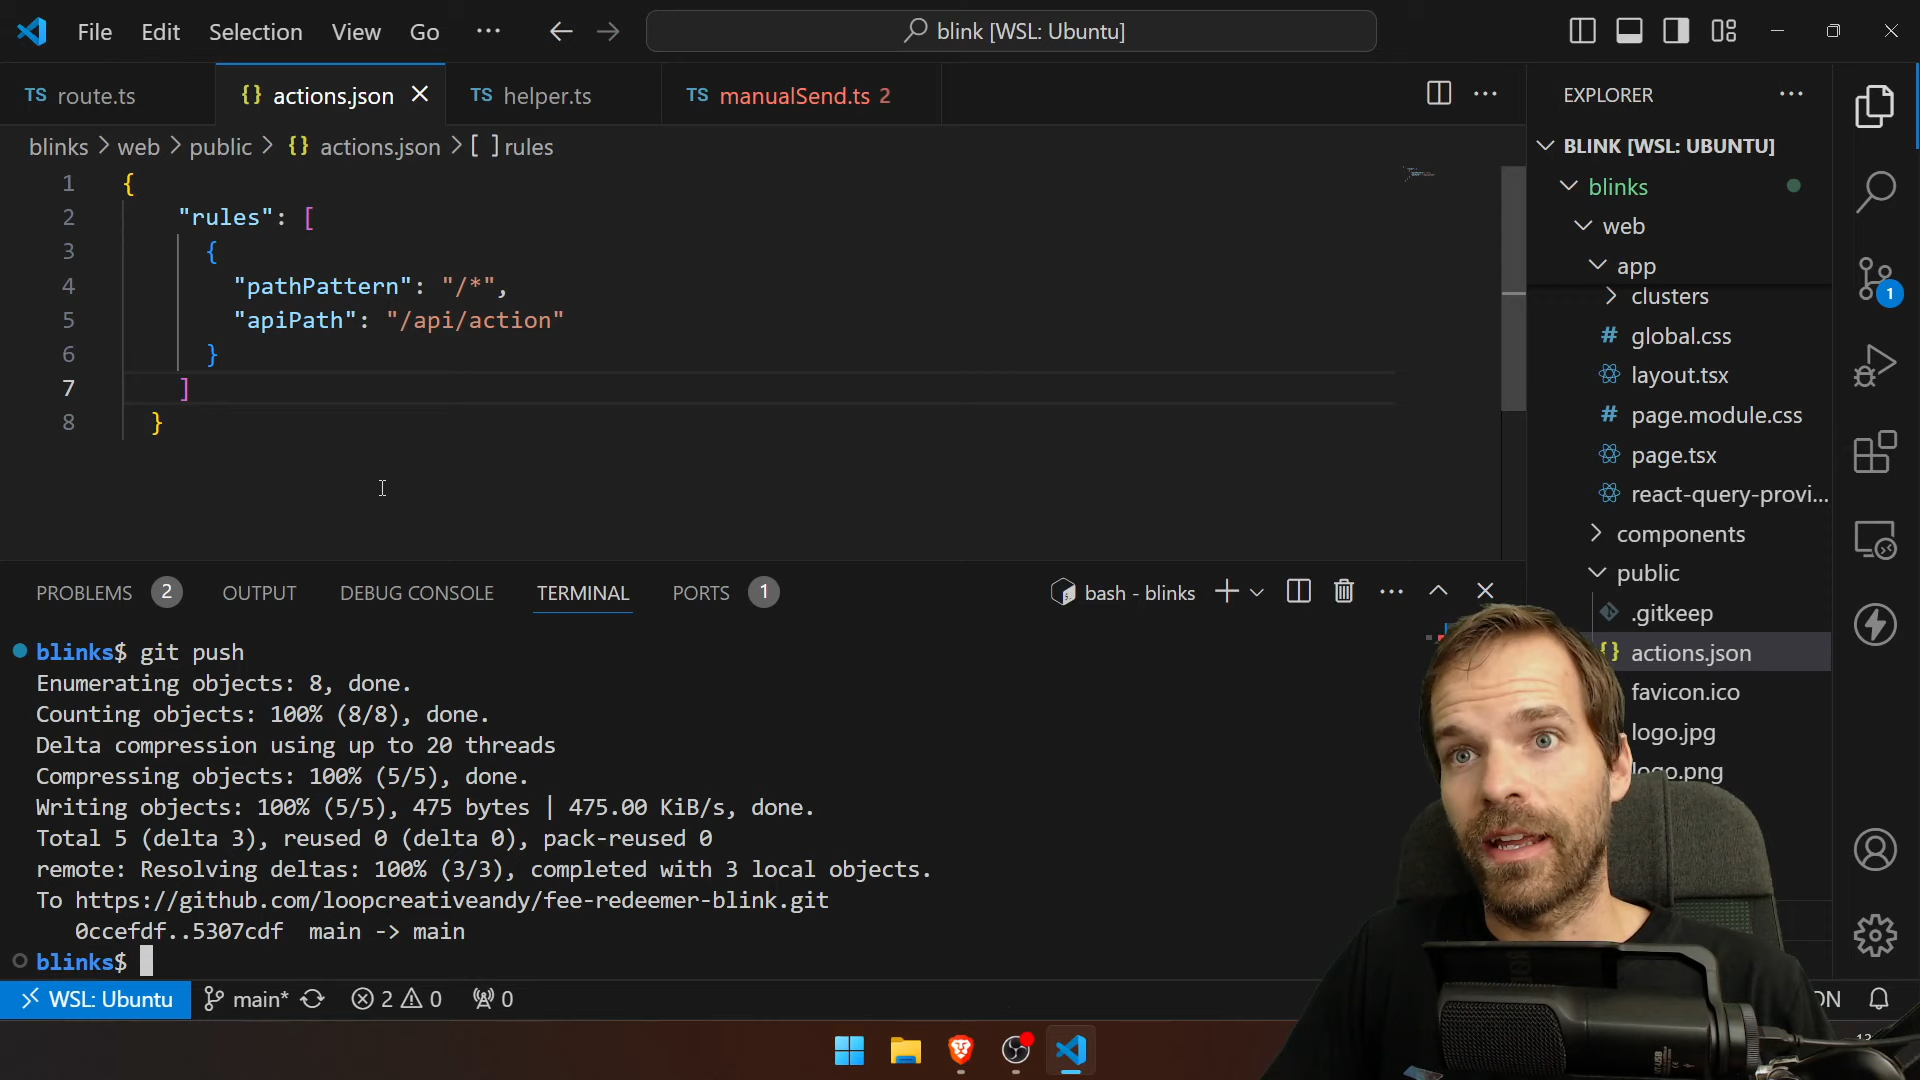 File Edit Selection View Go ··· blink [WSL: Ubuntu]
TS route.ts {} actions.json TS helper.ts TS manualSend.ts 2
blinks > web > public > {} actions.json > [ ] rules
1 {
2 "rules": [
3 {
4 "pathPattern": "/*",
5 "apiPath": "/api/action"
6 }
7 ]
8 }
EXPLORER
BLINK [WSL: UBUNTU]
blinks
web
app
clusters
# global.css
layout.tsx
# page.module.css
page.tsx
react-query-provi...
components
public
.gitkeep
{} actions.json
favicon.ico
logo.jpg
logo.png
1
PROBLEMS 2 OUTPUT DEBUG CONSOLE TERMINAL PORTS 1 bash - blinks
blinks$ git push
Enumerating objects: 8, done.
Counting objects: 100% (8/8), done.
Delta compression using up to 20 threads
Compressing objects: 100% (5/5), done.
Writing objects: 100% (5/5), 475 bytes | 475.00 KiB/s, done.
Total 5 (delta 3), reused 0 (delta 0), pack-reused 0
remote: Resolving deltas: 100% (3/3), completed with 3 local objects.
To https://github.com/loopcreativeandy/fee-redeemer-blink.git
0ccefdf..5307cdf main -> main
blinks$
WSL: Ubuntu main* 2 0 0